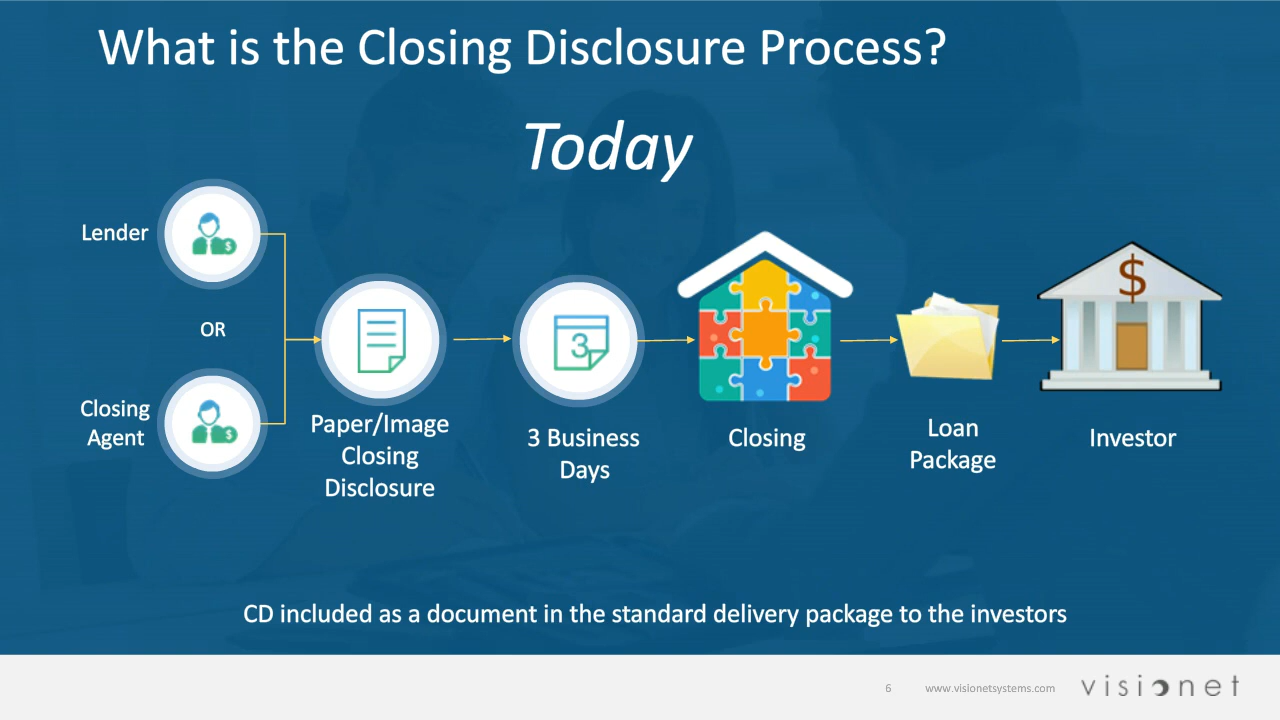 What is the Closing Disclosure Process?
Today
Lender
OR
Closing
Agent
Paper/Image
Closing
Disclosure
3
3 Business
Days
Closing
Loan
Package
$
Investor
CD included as a document in the standard delivery package to the investors
6
www.visionetsystems.com
visionet